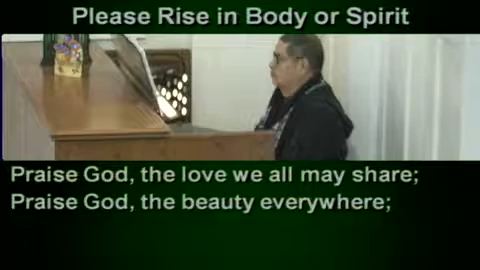 Please Rise in Body or Spirit
Praise God, the love we all may share;
Praise God, the beauty everywhere;